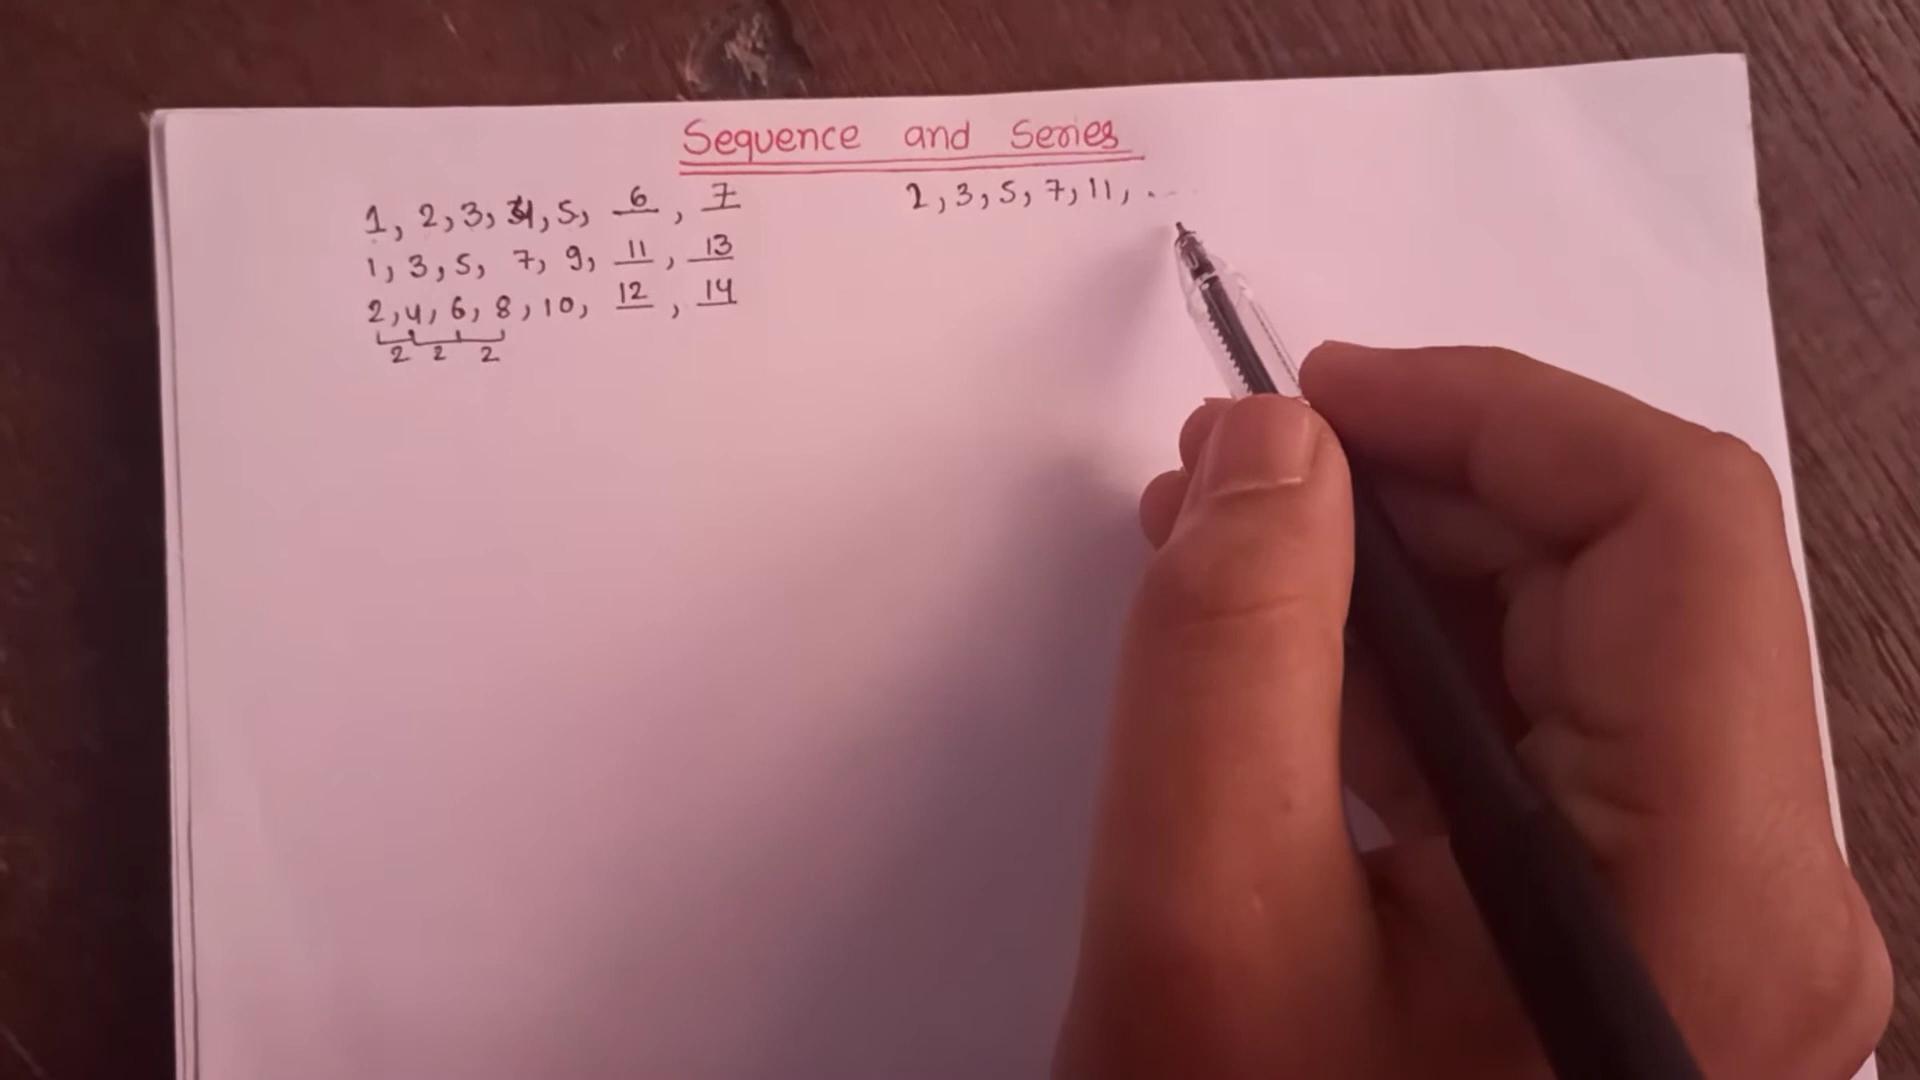 Sequence and Series
1, 2, 3, 4, 5, 6, 7
1, 3, 5, 7, 9, 11, 13
2, 4, 6, 8, 10, 12, 14
2 2 2
2, 3, 5, 7, 11, ...